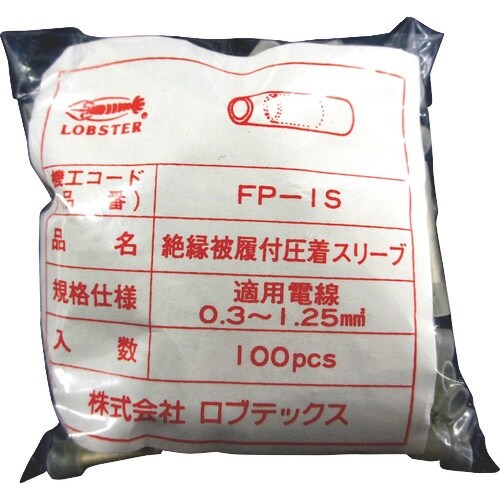 LOBSTER®
機工コード
(品番)
FP-1S
品名
絶縁被履付圧着スリーブ
規格仕様
適用電線
0.3～1.25mm²
入数
100pcs
株式会社 ロブテックス